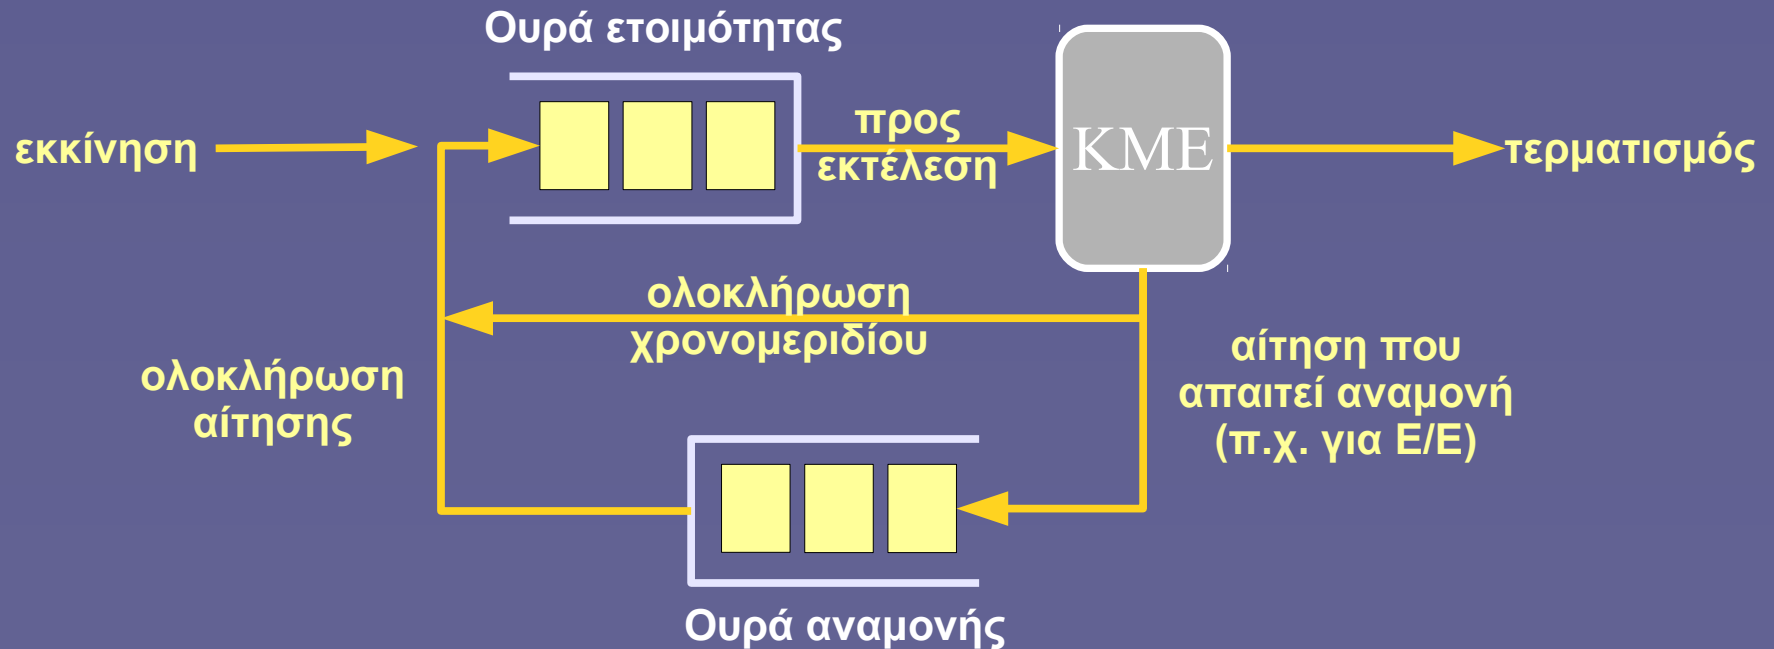 Ουρά ετοιμότητας
εκκίνηση
προς
εκτέλεση
ΚΜΕ
τερματισμός
ολοκλήρωση
χρονομεριδίου
ολοκλήρωση
αίτησης
αίτηση που
απαιτεί αναμονή
(π.χ. για Ε/Ε)
Ουρά αναμονής